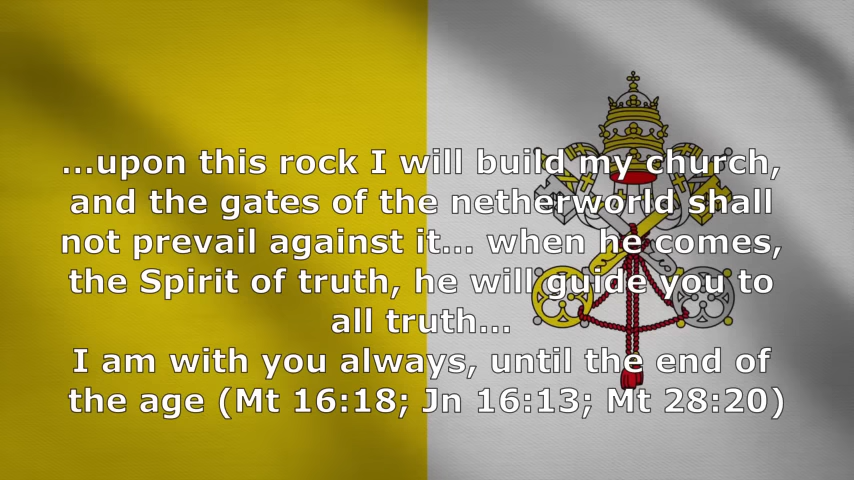 ...upon this rock I will build my church,
and the gates of the netherworld shall
not prevail against it... when he comes,
the Spirit of truth, he will guide you to
all truth...
I am with you always, until the end of
the age (Mt 16:18; Jn 16:13; Mt 28:20)